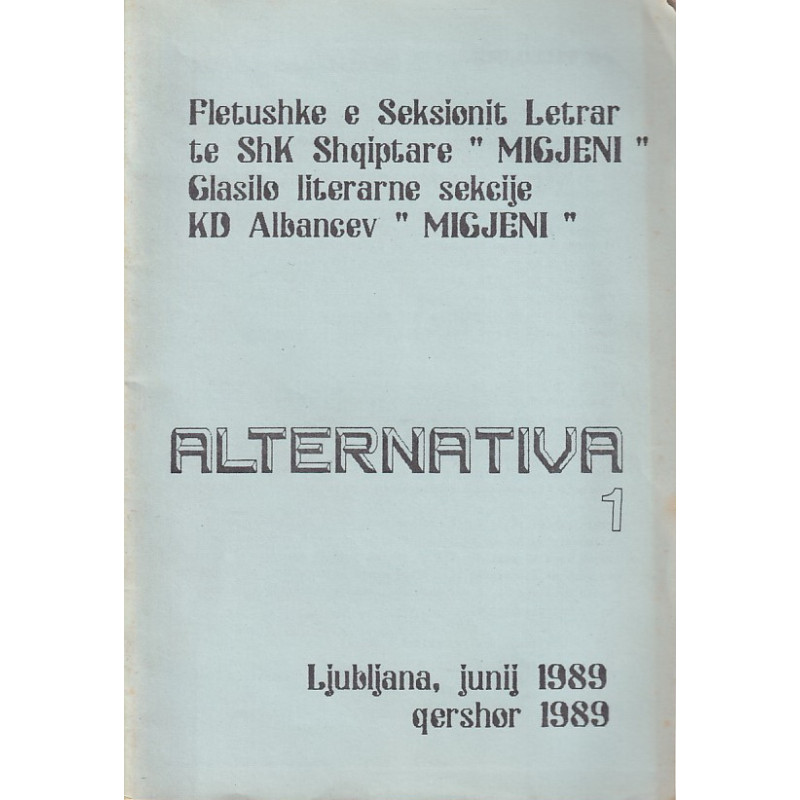 Fletushke e Seksionit Letrar
te ShK Shqiptare " MIGJENI "
Glasilo literarne sekcije
KD Albancev " MIGJENI "
ALTERNATIVA
1
Ljubljana, junij 1989
qershor 1989